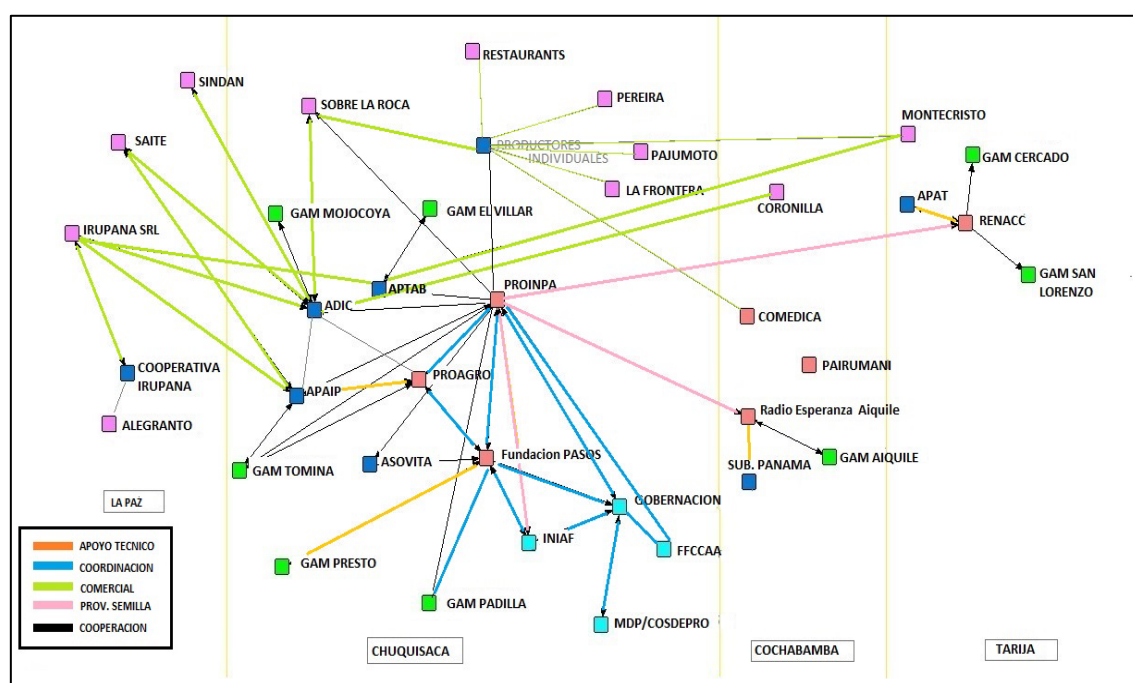 RESTAURANTS
SINDAN
SOBRE LA ROCA
PEREIRA
MONTECRISTO
SAITE
PRODUCTORES
INDIVIDUALES
PAJUMOTO
GAM CERCADO
LA FRONTERA
CORONILLA
APAT
RENACC
GAM MOJOCOYA
GAM EL VILLAR
IRUPANA SRL
GAM SAN
LORENZO
APTAB
PROINPA
ADIC
COMEDICA
PAIRUMANI
COOPERATIVA
IRUPANA
PROAGRO
APAIP
ALEGRANTO
Radio Esperanza Aiquile
GAM TOMINA
ASOVITA
Fundacion PASOS
SUB. PANAMA
GAM AIQUILE
LA PAZ
GOBERNACION
INIAF
FFCCAA
GAM PRESTO
GAM PADILLA
MDP/COSDEPRO
APOYO TECNICO
COORDINACION
COMERCIAL
PROV. SEMILLA
COOPERACION
CHUQUISACA
COCHABAMBA
TARIJA